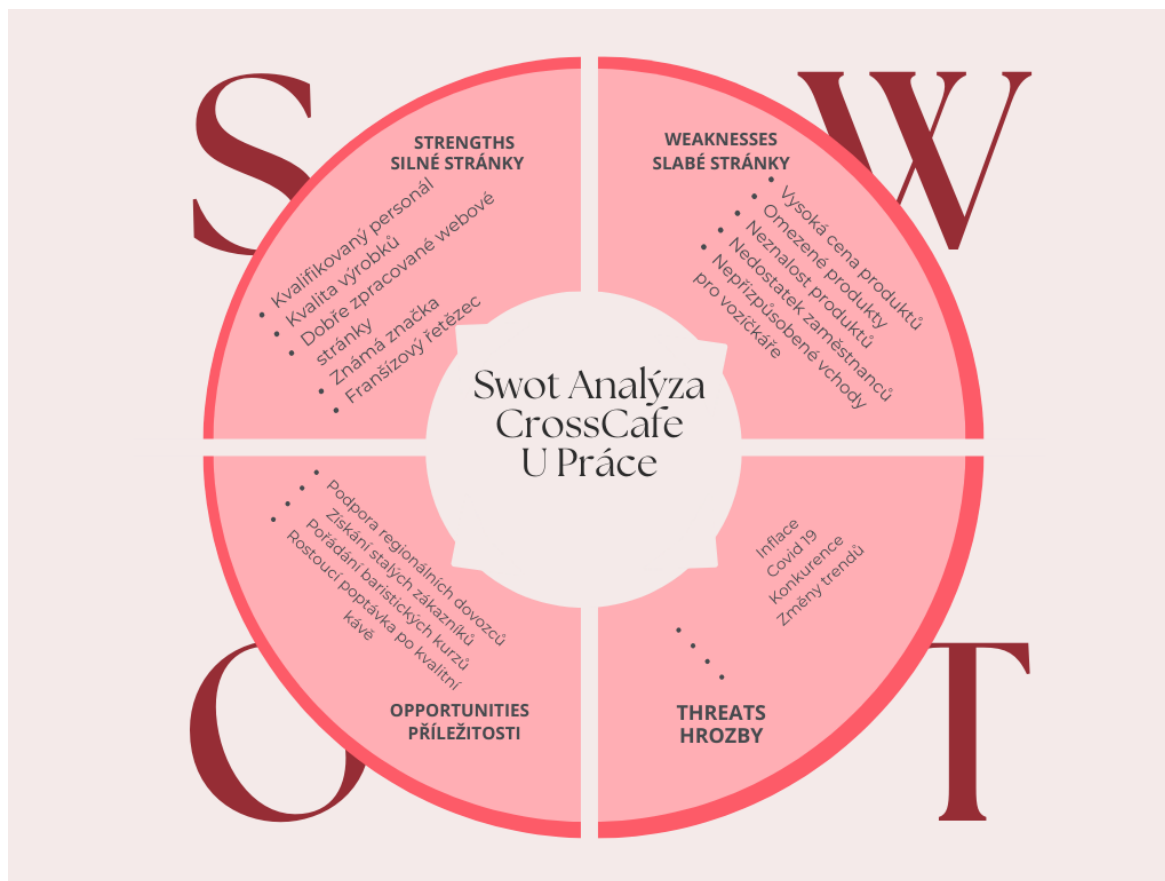 S
W
STRENGTHS
SILNÉ STRÁNKY
• Kvalifikovaný personál
• Kvalita výrobků
• Dobře zpracované webové
stránky
• Známá značka
• Franšízový řetězec
WEAKNESSES
SLABÉ STRÁNKY
• Vysoká cena produktů
• Omezené produkty
• Neznalost produktů
• Nedostatek zaměstnanců
• Nepřizpůsobené vchody
pro vozíčkáře
Swot Analýza
CrossCafe
U Práce
• Podpora regionálních dovozců
• Získání stalých zákazníků
• Pořádání baristických kurzů
• Rostoucí poptávka po kvalitní
kávě
OPPORTUNITIES
PŘÍLEŽITOSTI
• Inflace
• Covid 19
• Konkurence
• Změny trendů
THREATS
HROZBY
O
T